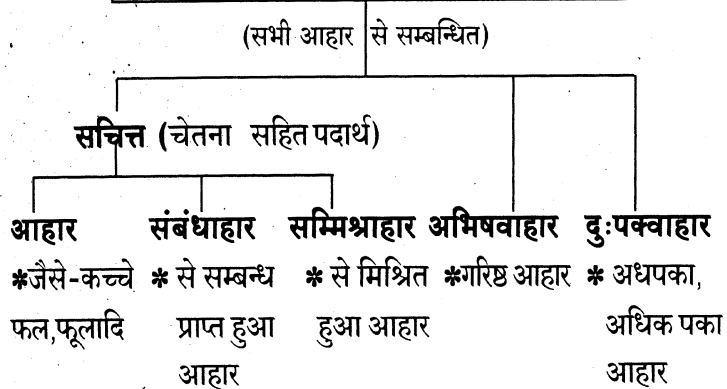 (सभी आहार से सम्बन्धित)
सचित्त (चेतना सहित पदार्थ)
आहार संबंधाहार सम्मिश्राहार अभिषवाहार दुःपक्वाहार
*जैसे-कच्चे * से सम्बन्ध * से मिश्रित *गरिष्ठ आहार * अधपका,
फल,फूलादि प्राप्त हुआ हुआ आहार अधिक पका
आहार आहार